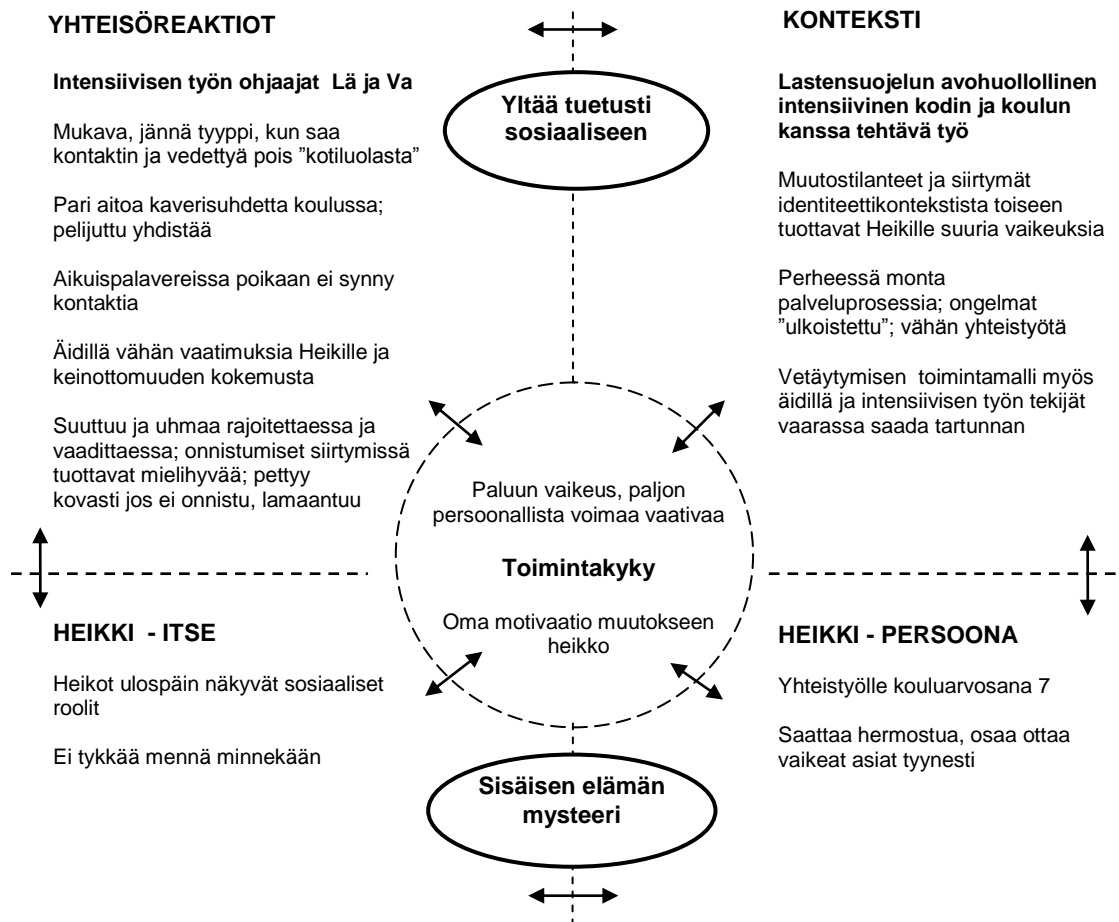 YHTEISÖREAKTIOT
Intensiivisen työn ohjaajat Lä ja Va
Mukava, jännä tyyppi, kun saa
kontaktin ja vedettyä pois ”kotiluolasta”
Pari aitoa kaverisuhdetta koulussa;
pelijuttu yhdistää
Aikuispalavereissa poikaan ei synny
kontaktia
Äidillä vähän vaatimuksia Heikille ja
keinottomuuden kokemusta
Suuttuu ja uhmaa rajoitettaessa ja
vaadittaessa; onnistumiset siirtymissä
tuottavat mielihyvää; pettyy
kovasti jos ei onnistu, lamaantuu
Yltää tuetusti
sosiaaliseen
KONTEKSTI
Lastensuojelun avohuollollinen
intensiivinen kodin ja koulun
kanssa tehtävä työ
Muutostilanteet ja siirtymät
identiteettikontekstista toiseen
tuottavat Heikille suuria vaikeuksia
Perheessä monta
palveluprosessia; ongelmat
”ulkoistettu”; vähän yhteistyötä
Vetäytymisen toimintamalli myös
äidillä ja intensiivisen työn tekijät
vaarassa saada tartunnan
Paluun vaikeus, paljon
persoonallista voimaa vaativaa
Toimintakyky
Oma motivaatio muutokseen
heikko
HEIKKI - ITSE
Heikot ulospäin näkyvät sosiaaliset
roolit
Ei tykkää mennä minnekään
HEIKKI - PERSOONA
Yhteistyölle kouluarvosana 7
Saattaa hermostua, osaa ottaa
vaikeat asiat tyynesti
Sisäisen elämän
mysteeri